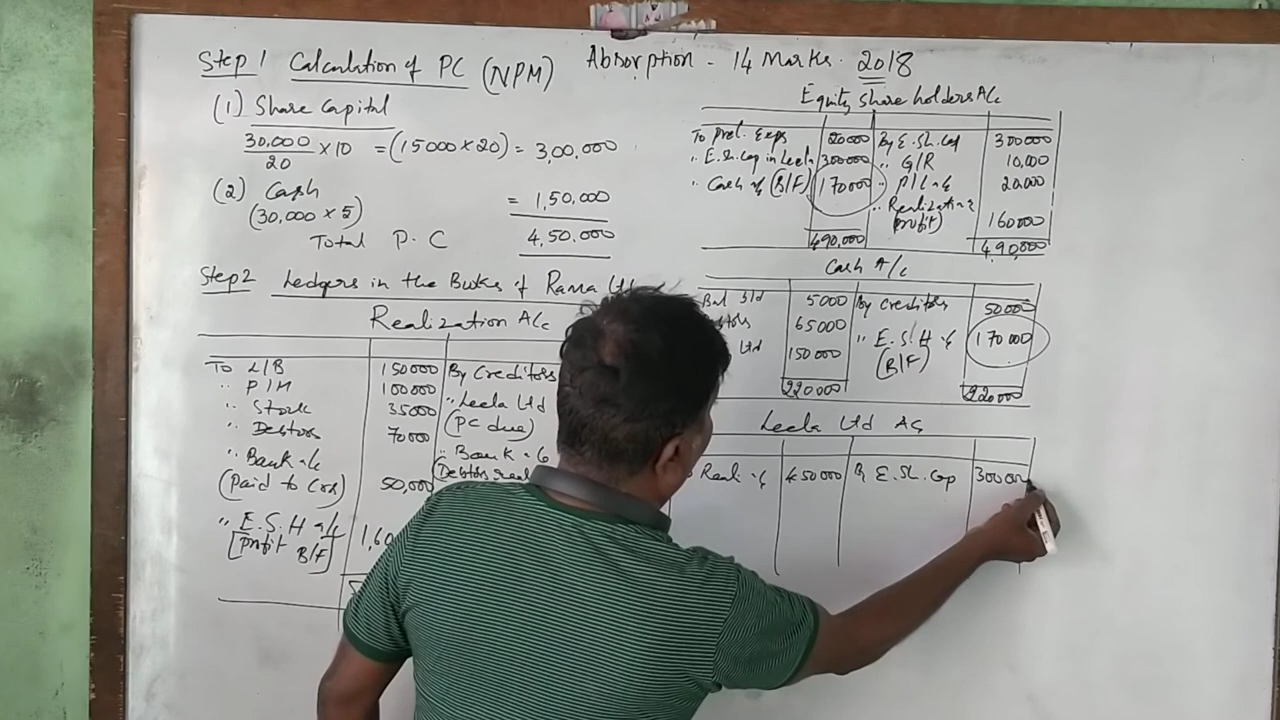 Step 1 Calculation of PC (NPM) Absorption - 14 Marks. 2018
(1) Share Capital
30,000/20 × 10 = (15000 × 20) = 3,00,000
(2) Cash
(30,000 × 5) = 1,50,000
Total P.C 4,50,000
Step 2 Ledgers in the Books of Rama Ltd
Realization A/c
To L/B 150000 By Creditors
" P/M 100000 " Leela Ltd
" Stock 35000 (PC due)
" Debtors 70000 " Bank a/c
" Bank a/c (Debtors
(Paid to Crs) 50,000
" E.S.H a/c 1,60
[Profit B/F]
Equity share holders A/c
To Prel. Exps 20000 By E.Sh.Cap 300000
" E.Sh.Cap in Leela 300000 " G/R 10,000
" Cash a/c (B/F) 170000 " P/L a/c 20,000
" Realization a/c
(profit) 160000
490,000 4,90,000
Cash A/c
Bal b/d 5000 By Creditors 50000
65000 " E.S.H a/c 170000
Ltd 150000 (B/F)
220000 220000
Leela Ltd A/c
Reali a/c 450000 By E.Sh.Cap 300000